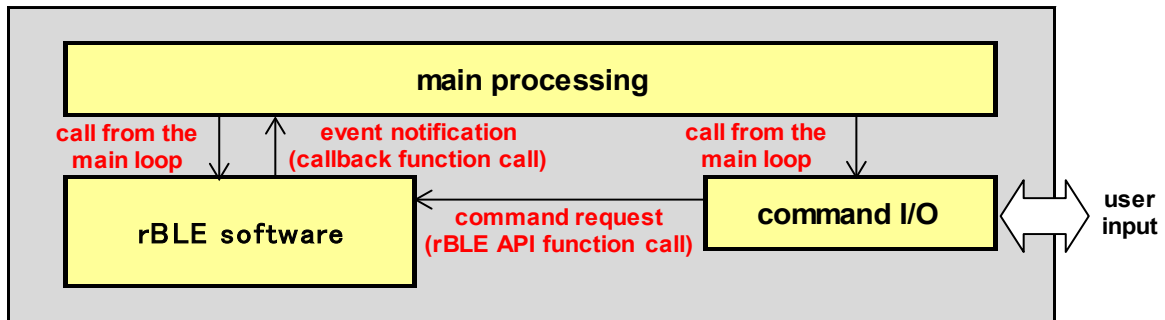 main processing
call from the
main loop
event notification
(callback function call)
call from the
main loop
rBLE software
command request
(rBLE API function call)
command I/O
user
input